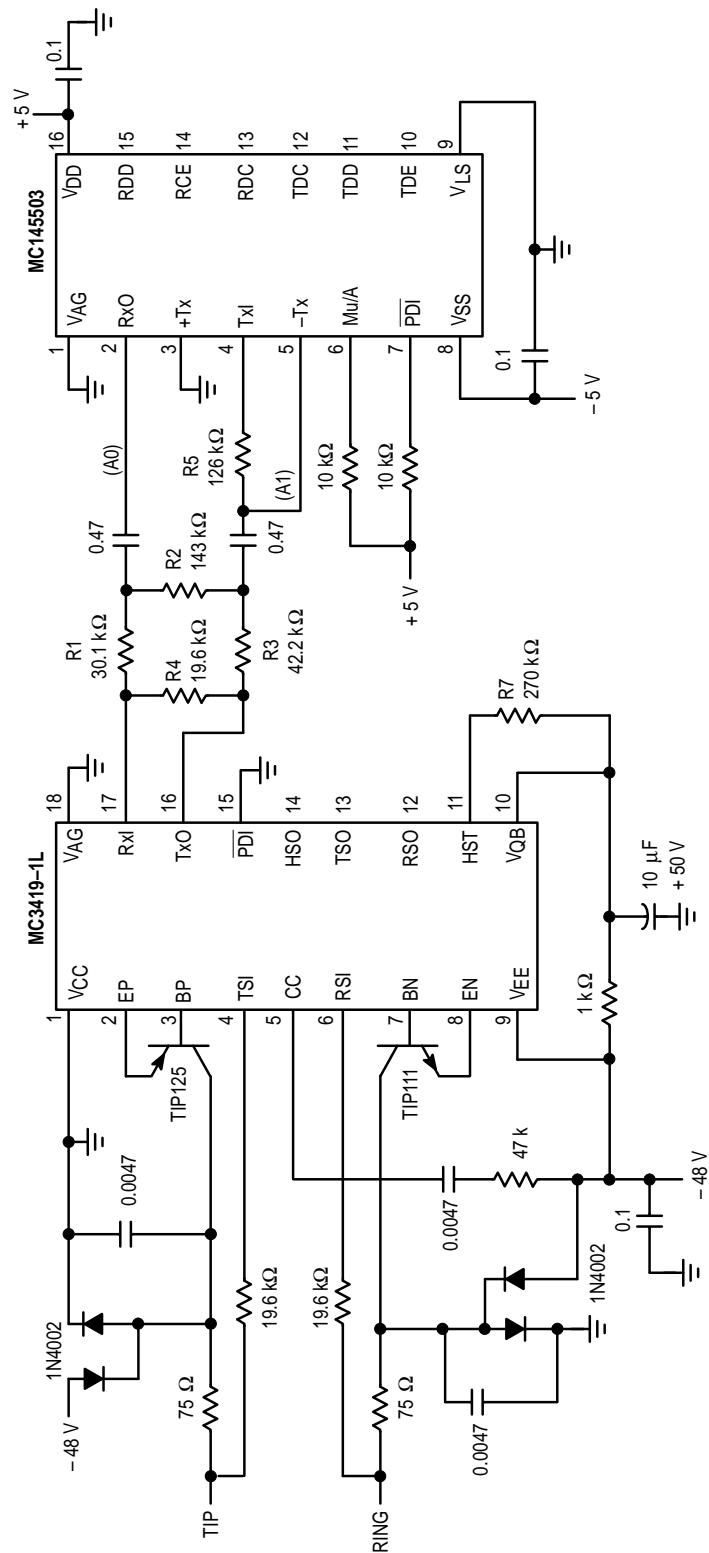 TIP
RING
– 48 V
1N4002
0.0047
75 Ω
19.6 kΩ
TIP125
19.6 kΩ
75 Ω
TIP111
0.0047
47 k
0.0047
1N4002
0.1
– 48 V
MC3419–1L
1 VCC
2 EP
3 BP
4 TSI
5 CC
6 RSI
7 BN
8 EN
9 VEE
VAG 18
RxI 17
TxO 16
PDI 15
HSO 14
TSO 13
RSO 12
HST 11
VQB 10
1 kΩ
10 μF
+ 50 V
R7
270 kΩ
R1
30.1 kΩ
R4
19.6 kΩ
R3
42.2 kΩ
R2
143 kΩ
0.47
0.47
(A0)
R5
126 kΩ
(A1)
10 kΩ
10 kΩ
+ 5 V
MC145503
1 VAG
2 RxO
3 +Tx
4 TxI
5 –Tx
6 Mu/A
7 PDI
8 VSS
VDD 16
RDD 15
RCE 14
RDC 13
TDC 12
TDD 11
TDE 10
VLS 9
+ 5 V
0.1
0.1
– 5 V